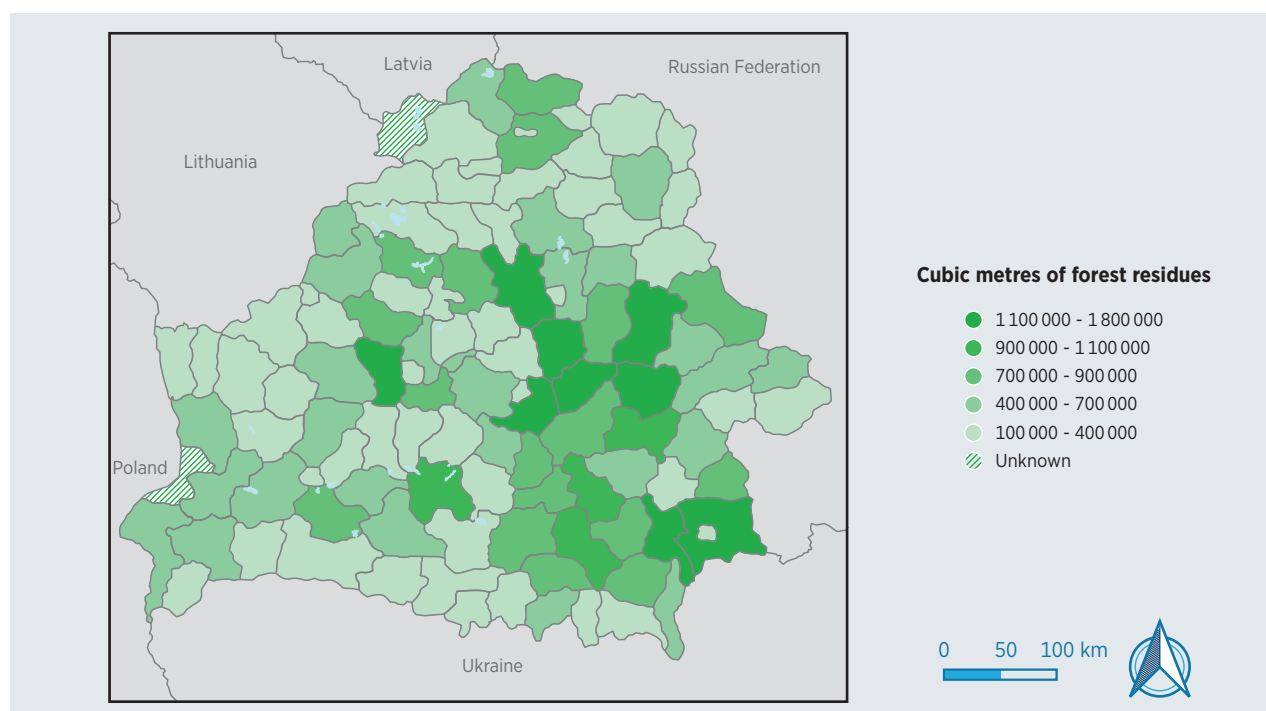 Latvia
Russian Federation
Lithuania
Poland
Ukraine
Cubic metres of forest residues
1 100 000 - 1 800 000
900 000 - 1 100 000
700 000 - 900 000
400 000 - 700 000
100 000 - 400 000
Unknown
0 50 100 km